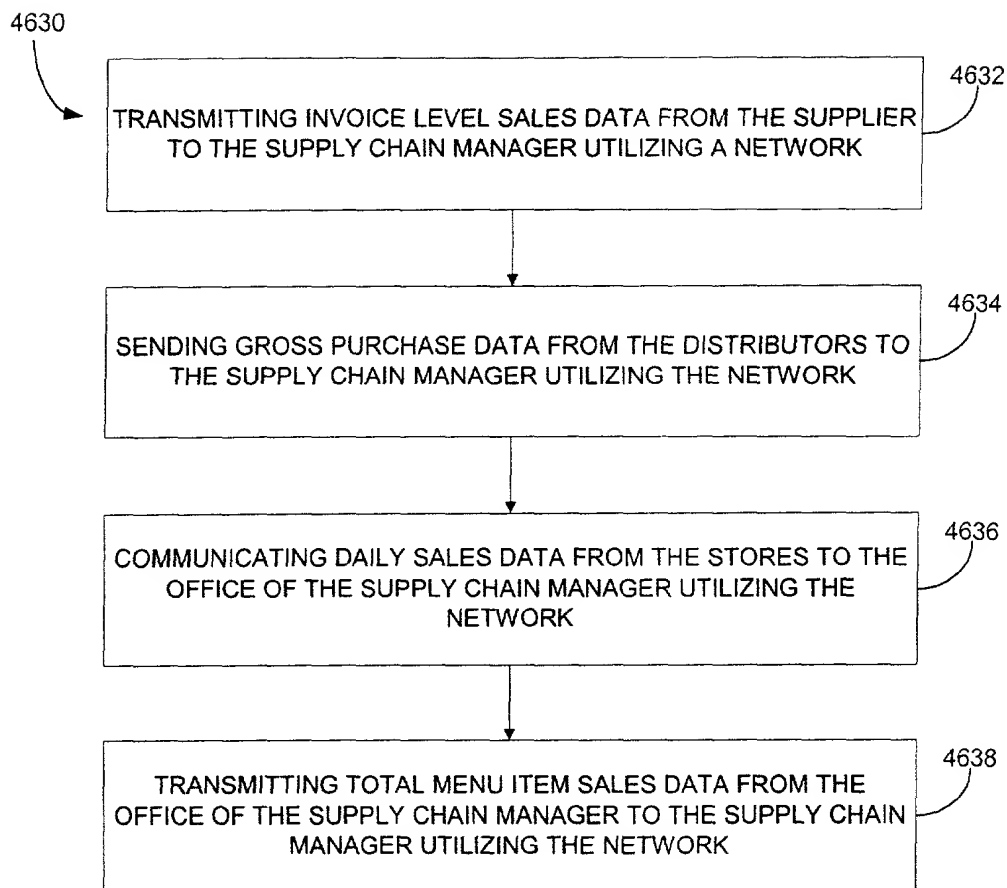 4630
4632
TRANSMITTING INVOICE LEVEL SALES DATA FROM THE SUPPLIER
TO THE SUPPLY CHAIN MANAGER UTILIZING A NETWORK
4634
SENDING GROSS PURCHASE DATA FROM THE DISTRIBUTORS TO
THE SUPPLY CHAIN MANAGER UTILIZING THE NETWORK
4636
COMMUNICATING DAILY SALES DATA FROM THE STORES TO THE
OFFICE OF THE SUPPLY CHAIN MANAGER UTILIZING THE
NETWORK
4638
TRANSMITTING TOTAL MENU ITEM SALES DATA FROM THE
OFFICE OF THE SUPPLY CHAIN MANAGER TO THE SUPPLY CHAIN
MANAGER UTILIZING THE NETWORK